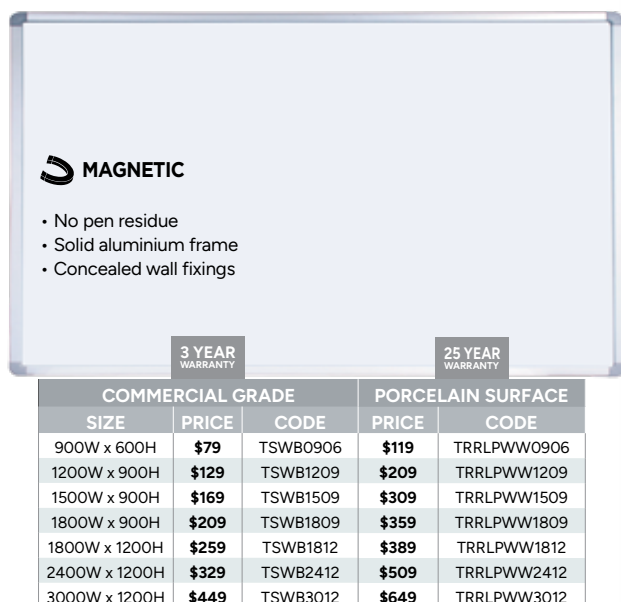 MAGNETIC
• No pen residue
• Solid aluminium frame
• Concealed wall fixings
3 YEAR WARRANTY 25 YEAR WARRANTY
COMMERCIAL GRADE PORCELAIN SURFACE
SIZE PRICE CODE PRICE CODE
900W x 600H $79 TSWB0906 $119 TRRLPWW0906
1200W x 900H $129 TSWB1209 $209 TRRLPWW1209
1500W x 900H $169 TSWB1509 $309 TRRLPWW1509
1800W x 900H $209 TSWB1809 $359 TRRLPWW1809
1800W x 1200H $259 TSWB1812 $389 TRRLPWW1812
2400W x 1200H $329 TSWB2412 $509 TRRLPWW2412
3000W x 1200H $449 TSWB3012 $649 TRRLPWW3012